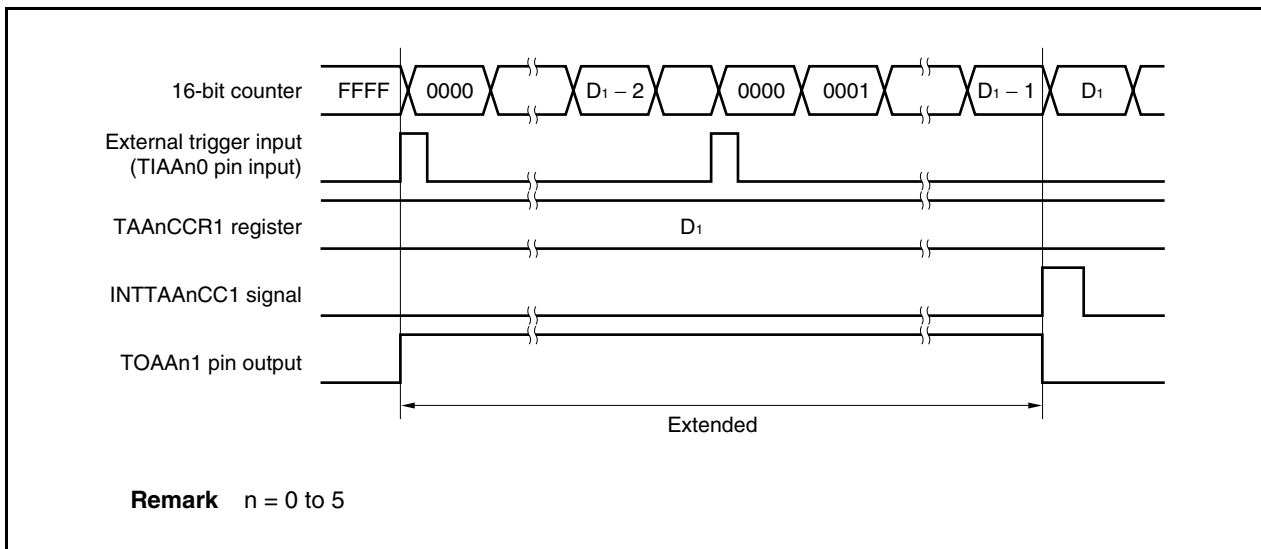 16-bit counter FFFF 0000 D₁ − 2 0000 0001 D₁ − 1 D₁
External trigger input
(TIAAn0 pin input)
TAAnCCR1 register D₁
INTTAAnCC1 signal
TOAAn1 pin output
Extended
Remark n = 0 to 5